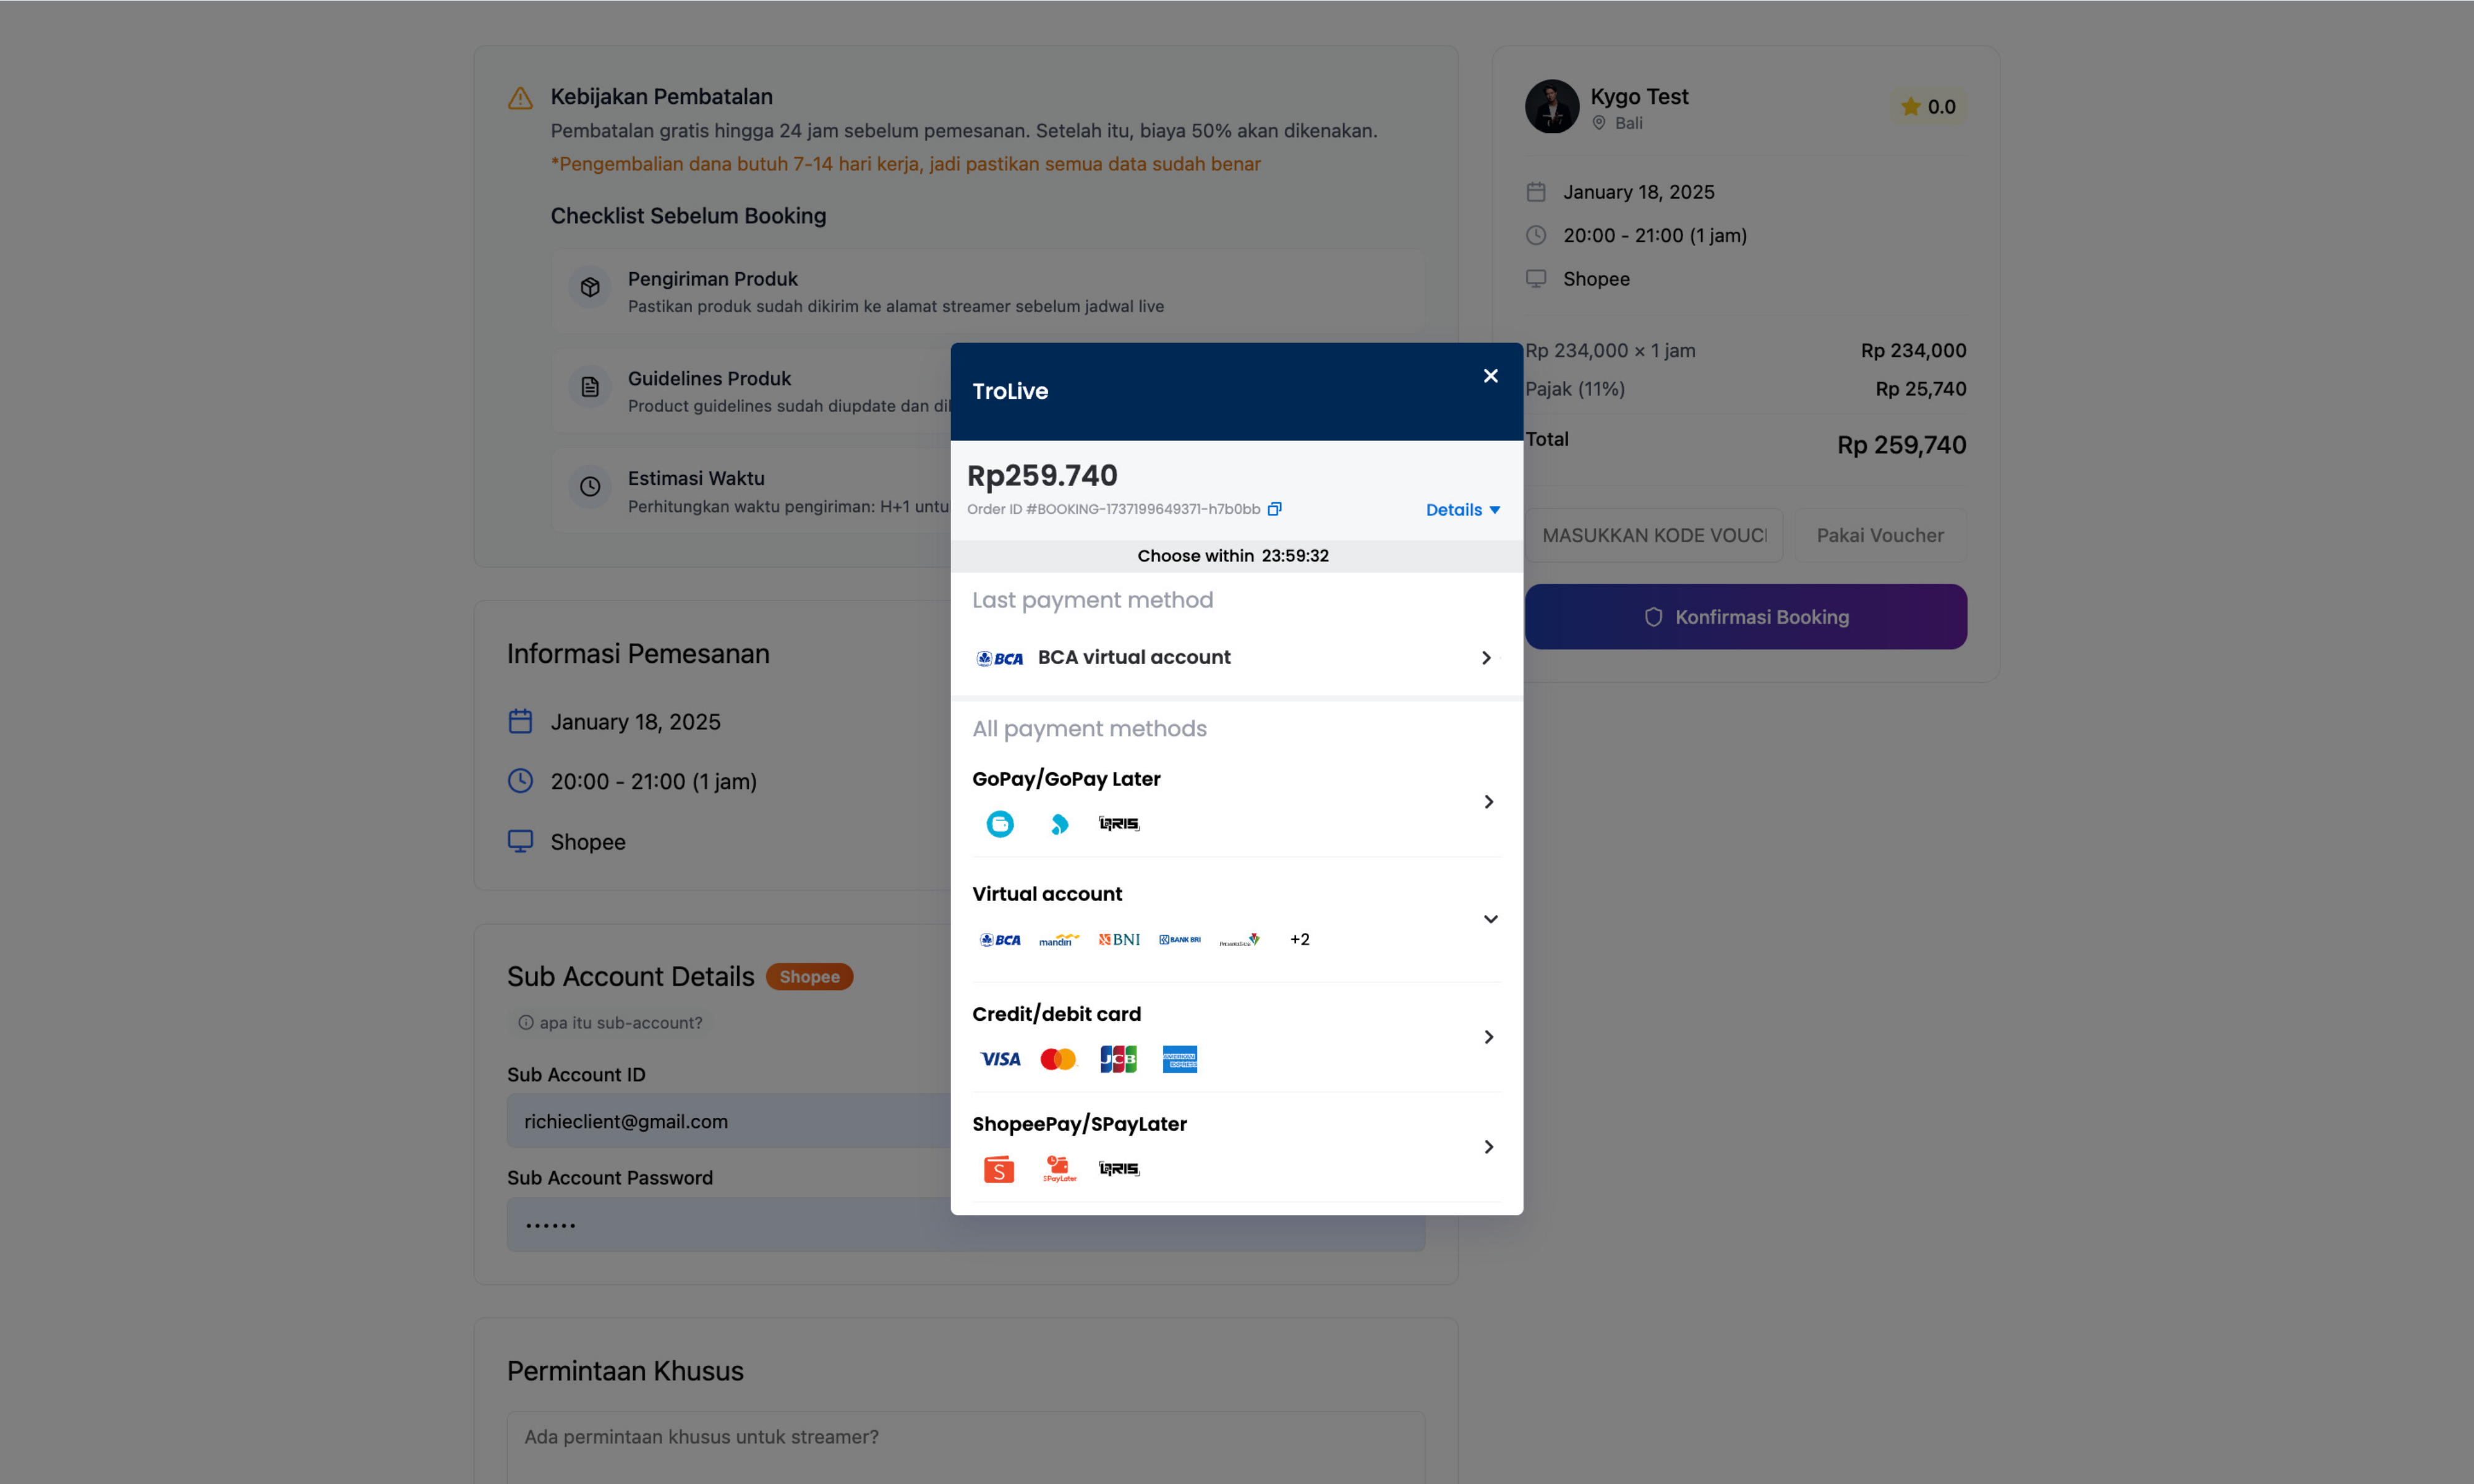 Kebijakan Pembatalan
Pembatalan gratis hingga 24 jam sebelum pemesanan. Setelah itu, biaya 50% akan dikenakan.
*Pengembalian dana butuh 7-14 hari kerja, jadi pastikan semua data sudah benar
Checklist Sebelum Booking
Pengiriman Produk
Pastikan produk sudah dikirim ke alamat streamer sebelum jadwal live
Guidelines Produk
Product guidelines sudah diupdate dan
Estimasi Waktu
Perhitungkan waktu pengiriman: H+1
Informasi Pemesanan
January 18, 2025
20:00 - 21:00 (1 jam)
Shopee
Sub Account Details
Shopee
apa itu sub-account?
Sub Account ID
richieclient@gmail.com
Sub Account Password
••••••
Permintaan Khusus
Ada permintaan khusus untuk streamer?
TroLive
Rp259.740
Order ID #BOOKING-1737199649371-h7b0bb
Details
Choose within 23:59:32
Last payment method
BCA BCA virtual account
All payment methods
GoPay/GoPay Later
QRIS
Virtual account
BCA mandiri BNI BANK BRI PermataBank +2
Credit/debit card
VISA JCB AMERICAN EXPRESS
ShopeePay/SPayLater
S SPayLater QRIS
Kygo Test
Bali
0.0
January 18, 2025
20:00 - 21:00 (1 jam)
Shopee
Rp 234,000 × 1 jam Rp 234,000
Pajak (11%) Rp 25,740
Total Rp 259,740
MASUKKAN KODE
Pakai Voucher
Konfirmasi Booking